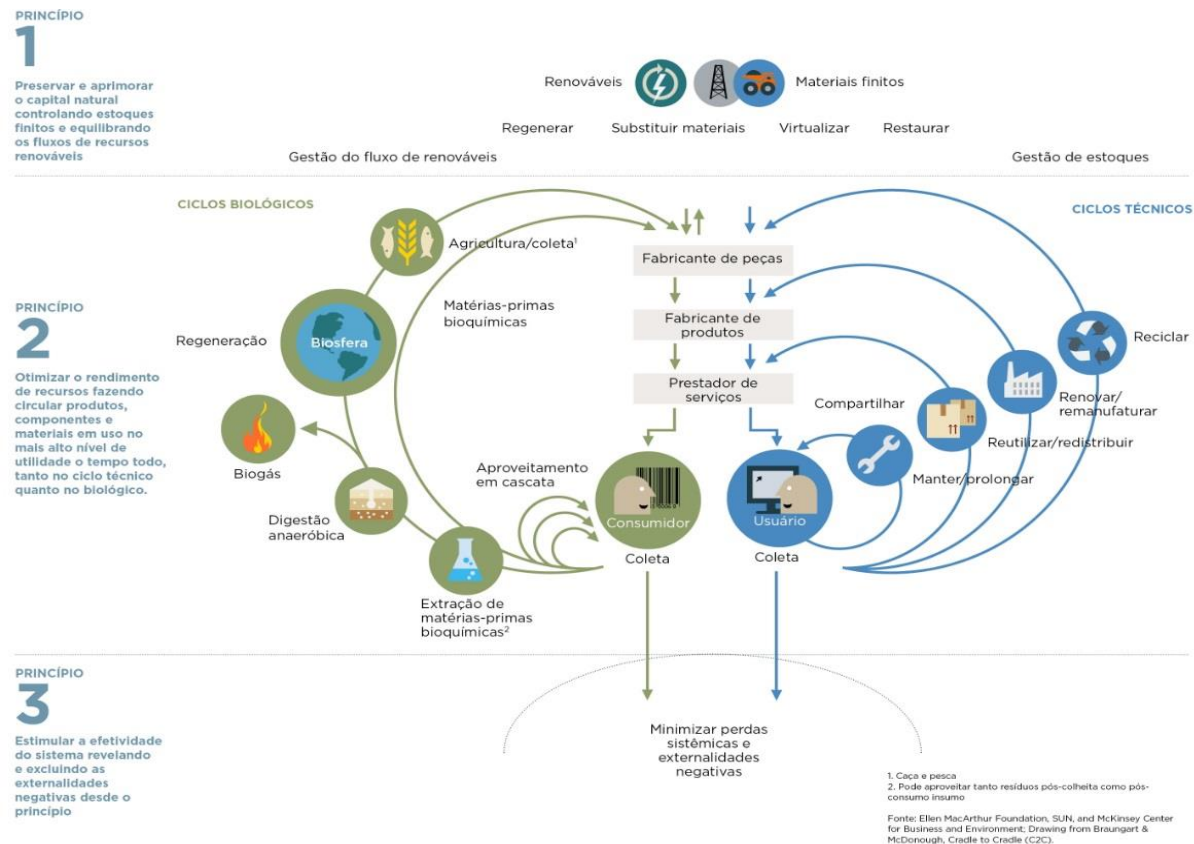 PRINCÍPIO
1
Preservar e aprimorar
o capital natural
controlando estoques
finitos e equilibrando
os fluxos de recursos
renováveis
Renováveis
Materiais finitos
Regenerar
Substituir materiais
Virtualizar
Restaurar
Gestão do fluxo de renováveis
Gestão de estoques
PRINCÍPIO
2
Otimizar o rendimento
de recursos fazendo
circular produtos,
componentes e
materiais em uso no
mais alto nível de
utilidade o tempo todo,
tanto no ciclo técnico
quanto no biológico.
CICLOS BIOLÓGICOS
CICLOS TÉCNICOS
Agricultura/coleta¹
Matérias-primas
bioquímicas
Regeneração
Biosfera
Biogás
Digestão
anaeróbica
Aproveitamento
em cascata
Extração de
matérias-primas
bioquímicas²
Fabricante de peças
Fabricante de
produtos
Prestador de
serviços
Consumidor
Coleta
Usuário
Coleta
Compartilhar
Manter/prolongar
Reutilizar/redistribuir
Renovar/
remanufaturar
Reciclar
PRINCÍPIO
3
Estimular a efetividade
do sistema revelando
e excluindo as
externalidades
negativas desde o
princípio
Minimizar perdas
sistêmicas e
externalidades
negativas
1. Caça e pesca
2. Pode aproveitar tanto resíduos pós-colheita como pós-
consumo insumo
Fonte: Ellen MacArthur Foundation, SUN, and McKinsey Center
for Business and Environment; Drawing from Braungart &
McDonough, Cradle to Cradle (C2C).